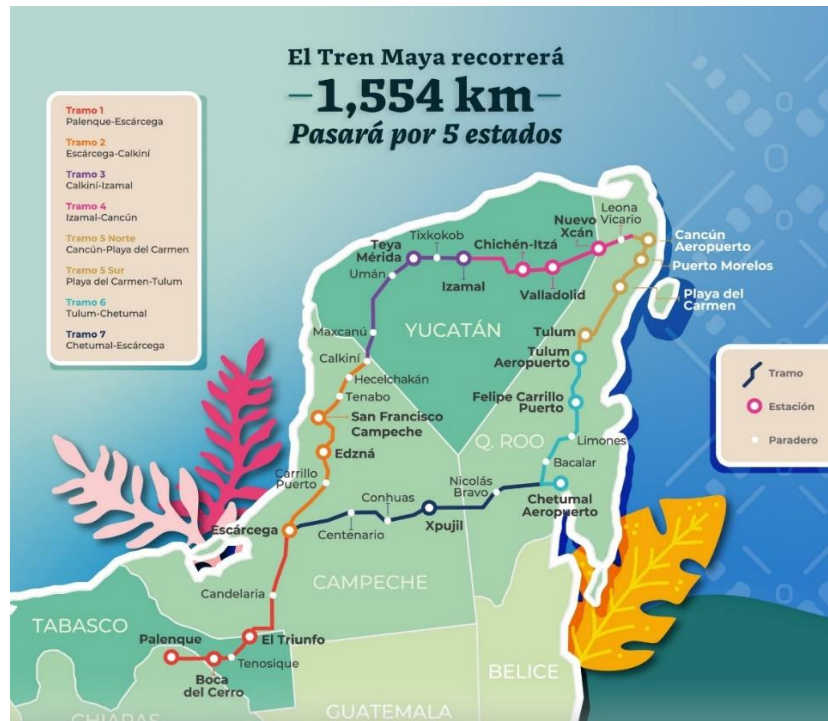 El Tren Maya recorrerá
1,554 km
Pasará por 5 estados
Tramo 1
Palenque-Escárcega
Tramo 2
Escárcega-Calkiní
Tramo 3
Calkiní-Izamal
Tramo 4
Izamal-Cancún
Tramo 5 Norte
Cancún-Playa del Carmen
Tramo 5 Sur
Playa del Carmen-Tulum
Tramo 6
Tulum-Chetumal
Tramo 7
Chetumal-Escárcega
Leona
Vicario
Nuevo
Xcán
Cancún
Aeropuerto
Tixkokob
Chichén-Itzá
Teya
Mérida
Puerto Morelos
Umán
Izamal
Valladolid
Playa del
Carmen
Maxcanú
YUCATÁN
Tulum
Calkiní
Tulum
Aeropuerto
Hecelchakán
Tenabo
Felipe Carrillo
Puerto
San Francisco
Campeche
Q. ROO
Limones
Edzná
Bacalar
Carrillo
Puerto
Nicolás
Bravo
Conhuas
Chetumal
Aeropuerto
Escárcega
Xpujil
Centenario
CAMPECHE
Candelaria
TABASCO
Palenque
El Triunfo
Tenosique
Boca
del Cerro
BELICE
GUATEMALA
CHIAPAS
Tramo
Estación
Paradero